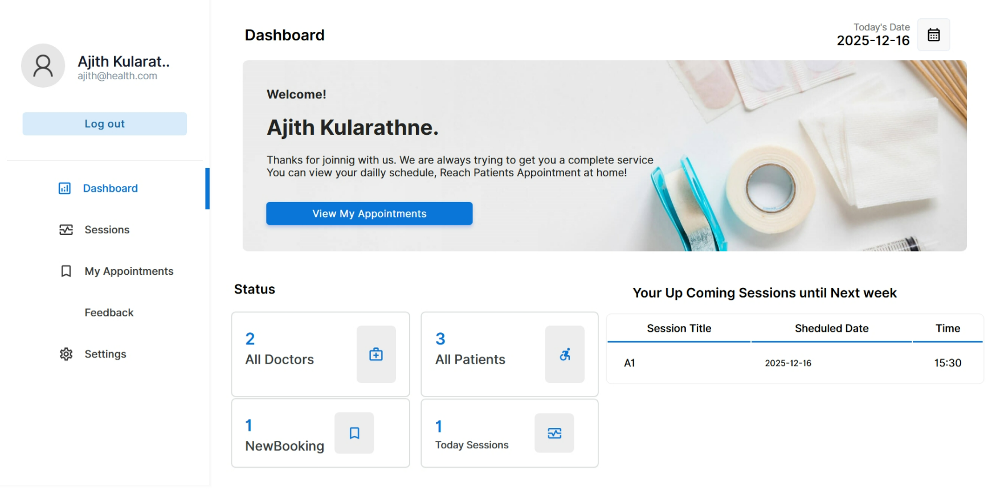 Ajith Kularat..
ajith@health.com
Log out
Dashboard
Sessions
My Appointments
Feedback
Settings
Dashboard
Today's Date
2025-12-16
Welcome!
Ajith Kularathne.
Thanks for joinnig with us. We are always trying to get you a complete service
You can view your dailly schedule, Reach Patients Appointment at home!
View My Appointments
Status
2
All Doctors
3
All Patients
1
NewBooking
1
Today Sessions
Your Up Coming Sessions until Next week
Session Title Sheduled Date Time
A1 2025-12-16 15:30